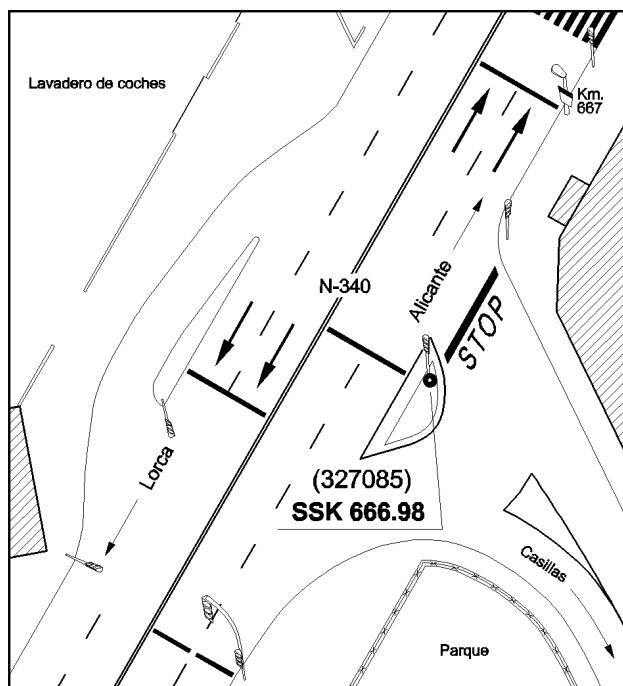 Lavadero de coches
Km.
667
N-340
Alicante
STOP
Lorca
(327085)
SSK 666.98
Casillas
Parque